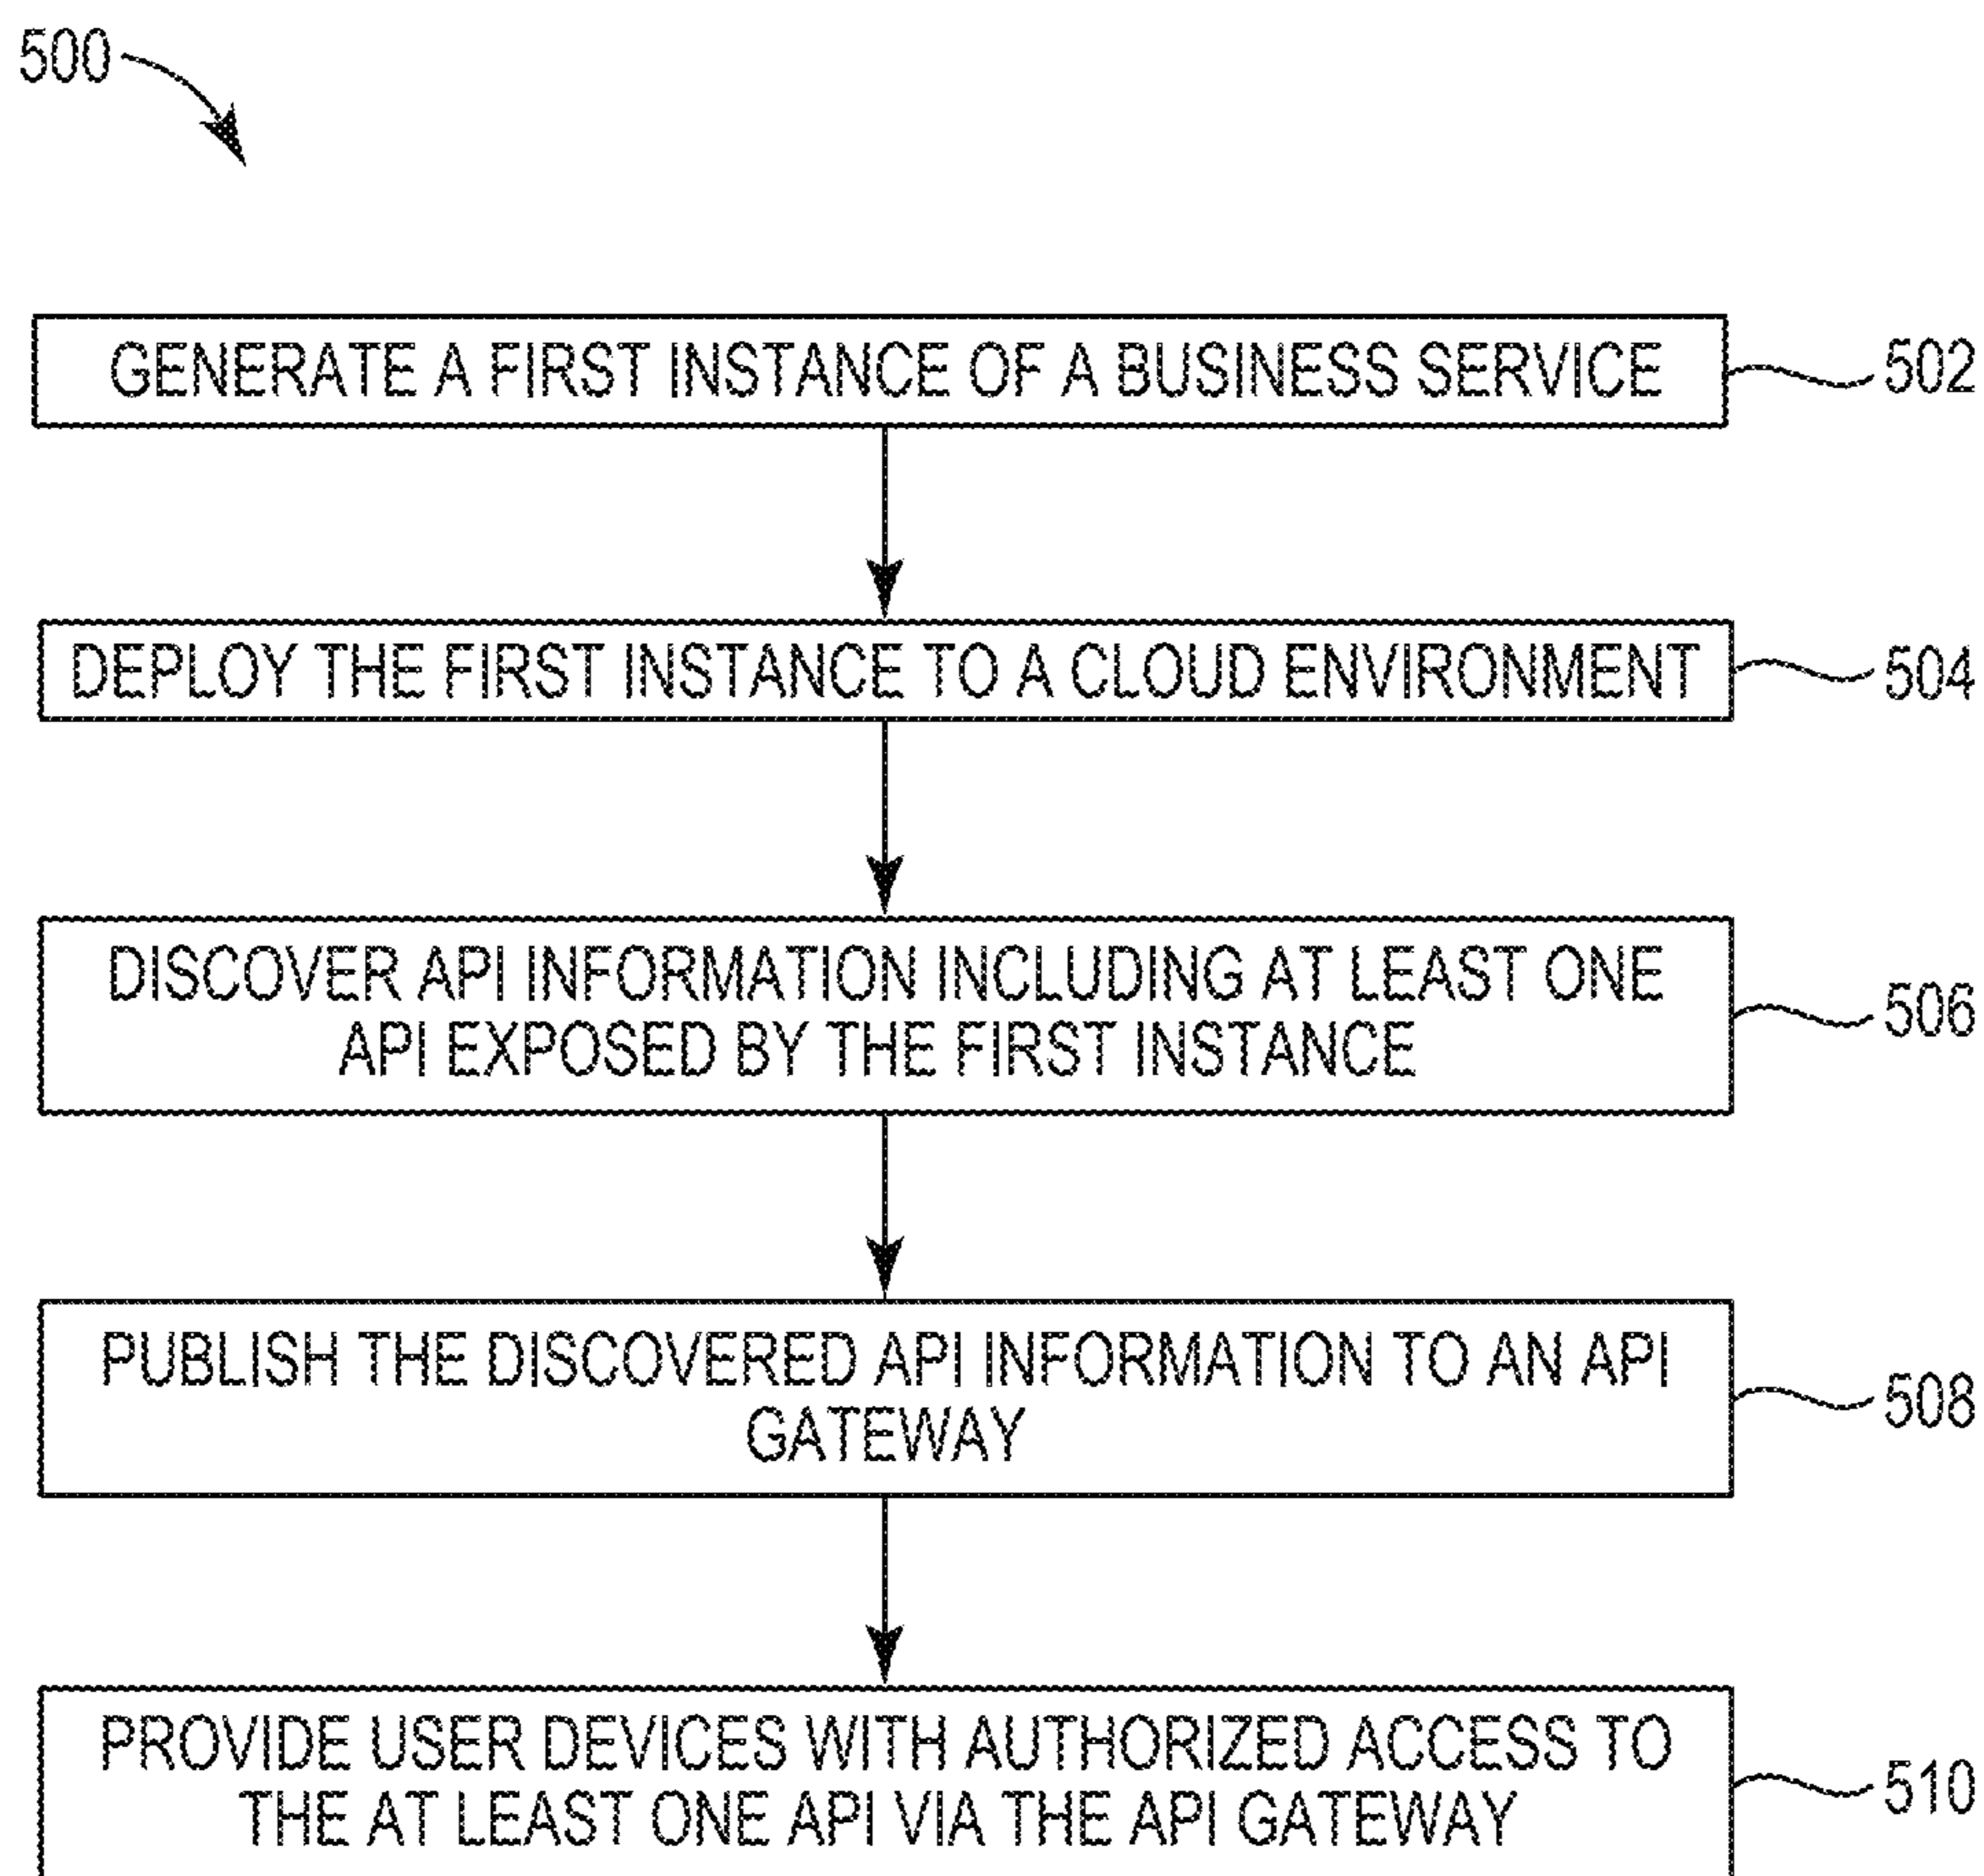 500
GENERATE A FIRST INSTANCE OF A BUSINESS SERVICE
502
DEPLOY THE FIRST INSTANCE TO A CLOUD ENVIRONMENT
504
DISCOVER API INFORMATION INCLUDING AT LEAST ONE
API EXPOSED BY THE FIRST INSTANCE
506
PUBLISH THE DISCOVERED API INFORMATION TO AN API
GATEWAY
508
PROVIDE USER DEVICES WITH AUTHORIZED ACCESS TO
THE AT LEAST ONE API VIA THE API GATEWAY
510